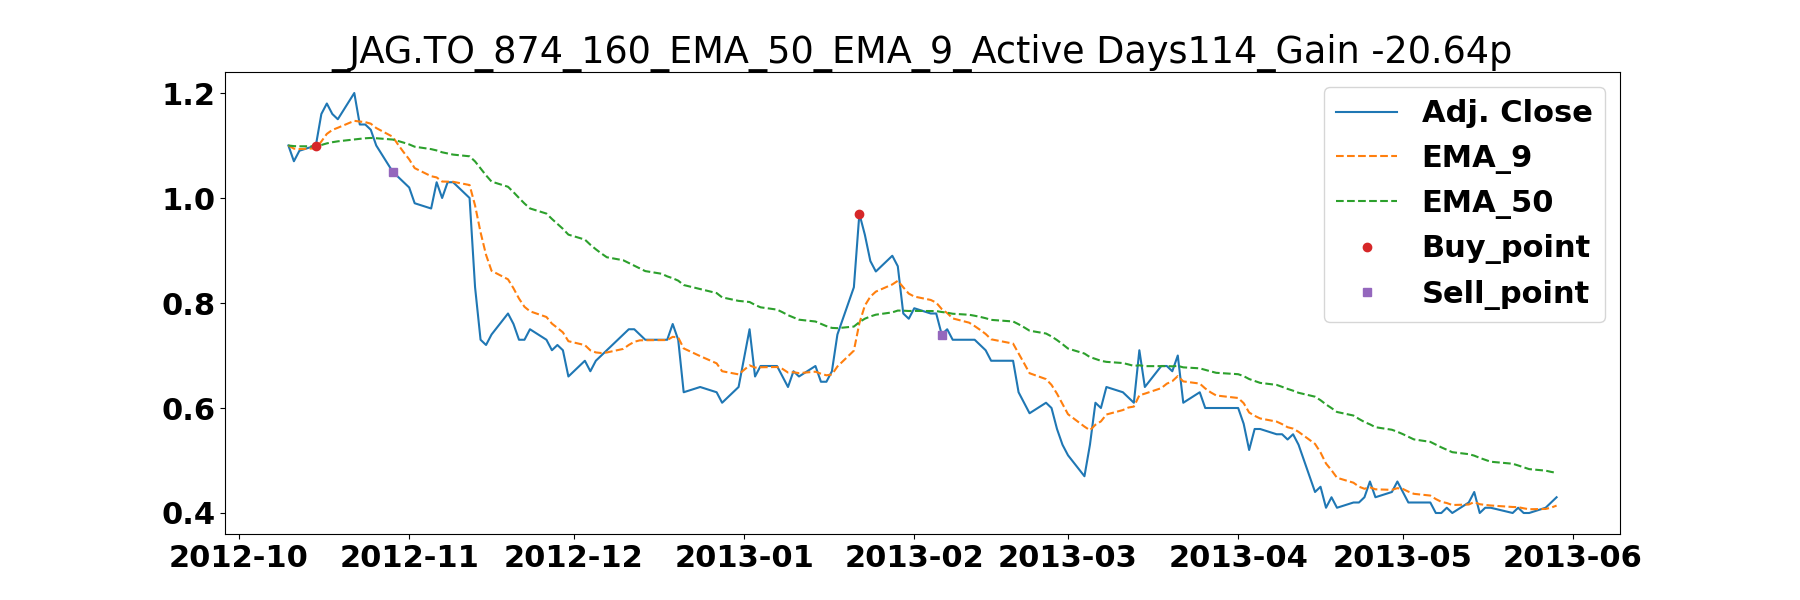 _JAG.TO_874_160_EMA_50_EMA_9_Active Days114_Gain -20.64p
1.2
1.0
0.8
0.6
0.4
Adj. Close
EMA_9
EMA_50
Buy_point
Sell_point
2012-10 2012-11 2012-12 2013-01 2013-02 2013-03 2013-04 2013-05 2013-06